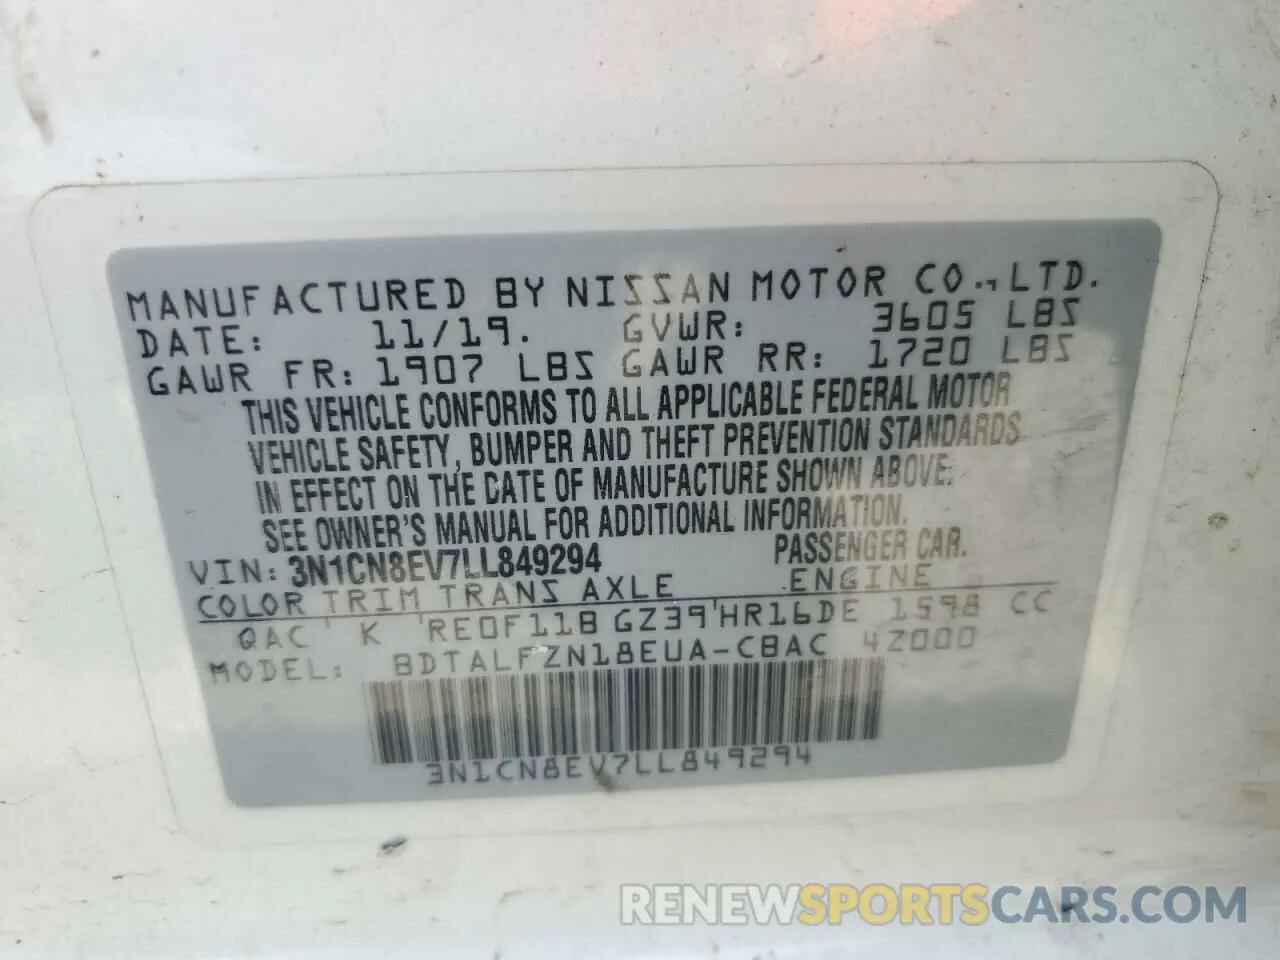 MANUFACTURED BY NISSAN MOTOR CO., LTD.
DATE: 11/19. GVWR: 3605 LBS
GAWR FR: 1907 LBS GAWR RR: 1720 LBS
THIS VEHICLE CONFORMS TO ALL APPLICABLE FEDERAL MOTOR
VEHICLE SAFETY, BUMPER AND THEFT PREVENTION STANDARDS
IN EFFECT ON THE DATE OF MANUFACTURE SHOWN ABOVE.
SEE OWNER'S MANUAL FOR ADDITIONAL INFORMATION.
VIN: 3N1CN8EV7LL849294 PASSENGER CAR.
COLOR TRIM TRANS AXLE ENGINE
QAC K RE0F11B GZ39 HR16DE 1598 CC
MODEL: BDTALFZN18EUA-CBAC 4Z000
3N1CN8EV7LL849294
RENEWSPORTSCARS.COM